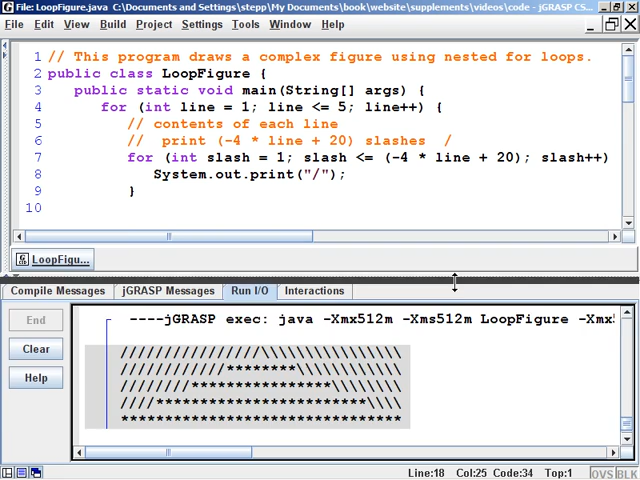 File: LoopFigure.java C:\Documents and Settings\stepp\My Documents\book\website\supplements\videos\code - jGRASP CS...
File Edit View Build Project Settings Tools Window Help
1 // This program draws a complex figure using nested for loops.
2 public class LoopFigure {
3 public static void main(String[] args) {
4 for (int line = 1; line <= 5; line++) {
5 // contents of each line
6 // print (-4 * line + 20) slashes /
7 for (int slash = 1; slash <= (-4 * line + 20); slash++)
8 System.out.print("/");
9 }
10
LoopFigu...
Compile Messages jGRASP Messages Run I/O Interactions
End
Clear
Help
----jGRASP exec: java -Xmx512m -Xms512m LoopFigure -Xmx5
////////////////\\\\\\\\\\\\\\\\
////////////********\\\\\\\\\\\\
////////****************\\\\\\\\
////************************\\\\
********************************
Line:18 Col:25 Code:34 Top:1 OVS BLK